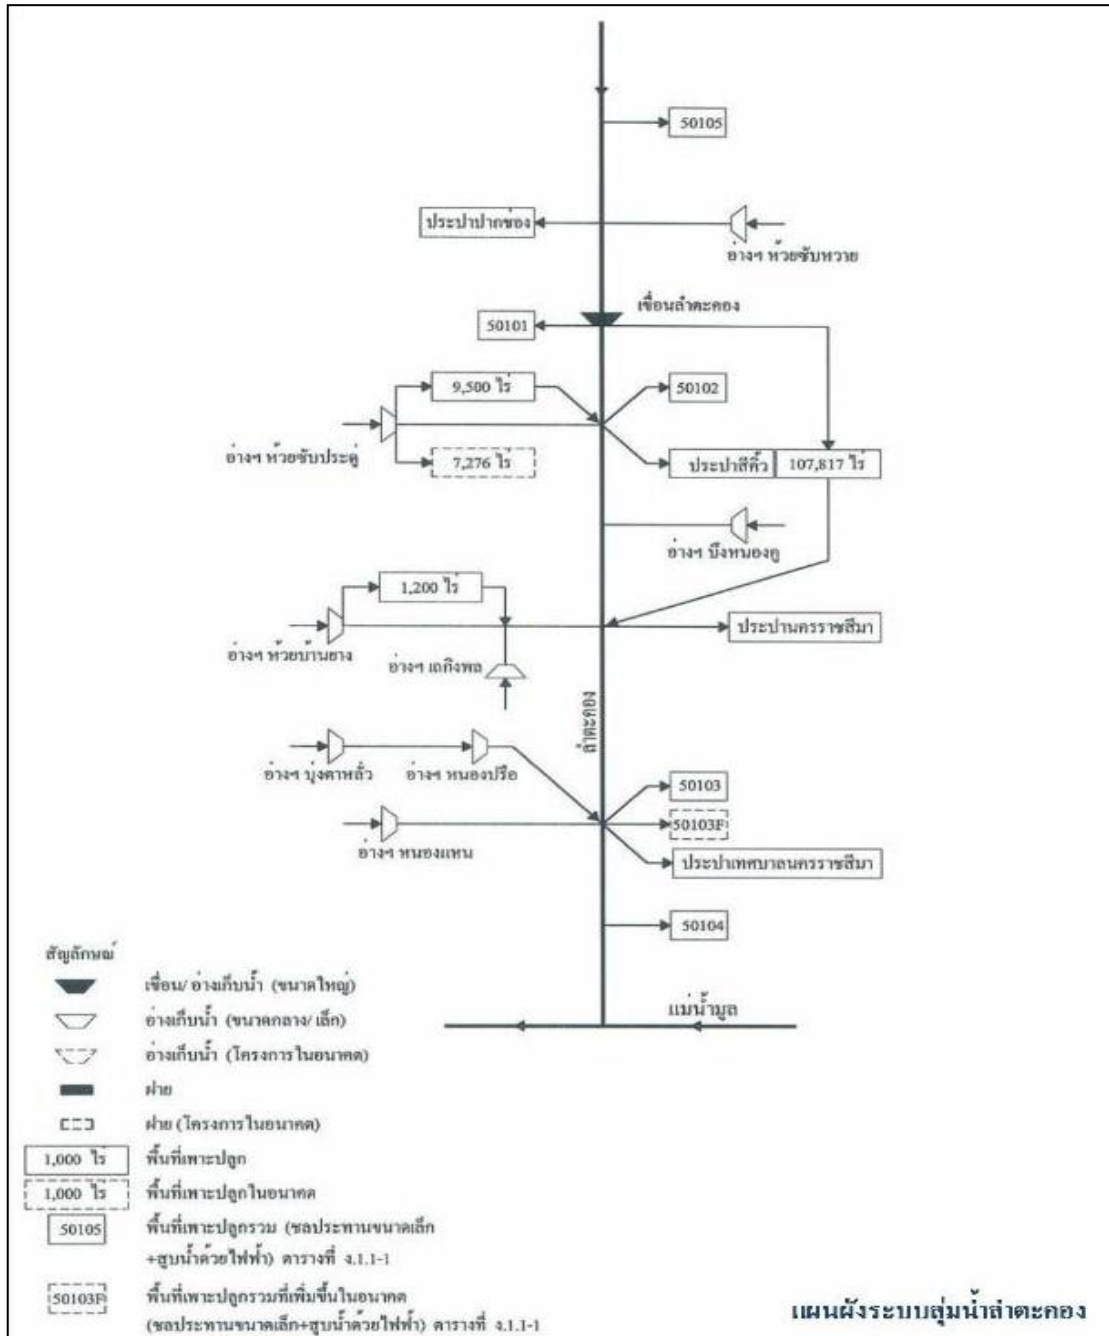 50105
ประปาปากช่อง
อ่างฯ ห้วยซับหวาย
เขื่อนลำตะคอง
50101
9,500 ไร่
50102
อ่างฯ ห้วยซับประดู่
7,276 ไร่
ประปาสีคิ้ว
107,817 ไร่
อ่างฯ บึงหนองกู
1,200 ไร่
ประปานครราชสีมา
อ่างฯ ห้วยบ้านยาง
อ่างฯ เถกิงพล
ลำตะคอง
อ่างฯ บุ่งตาหลั่ว
อ่างฯ หนองปรือ
50103
50103F
ประปาเทศบาลนครราชสีมา
อ่างฯ หนองแหน
50104
แม่น้ำมูล
สัญลักษณ์
เขื่อน/อ่างเก็บน้ำ (ขนาดใหญ่)
อ่างเก็บน้ำ (ขนาดกลาง/เล็ก)
อ่างเก็บน้ำ (โครงการในอนาคต)
ฝาย
ฝาย (โครงการในอนาคต)
1,000 ไร่
พื้นที่เพาะปลูก
1,000 ไร่
พื้นที่เพาะปลูกในอนาคต
50105
พื้นที่เพาะปลูกรวม (ชลประทานขนาดเล็ก
+สูบน้ำด้วยไฟฟ้า) ตารางที่ ง.1.1-1
50103F
พื้นที่เพาะปลูกรวมที่เพิ่มขึ้นในอนาคต
(ชลประทานขนาดเล็ก+สูบน้ำด้วยไฟฟ้า) ตารางที่ ง.1.1-1
แผนผังระบบลุ่มน้ำลำตะคอง